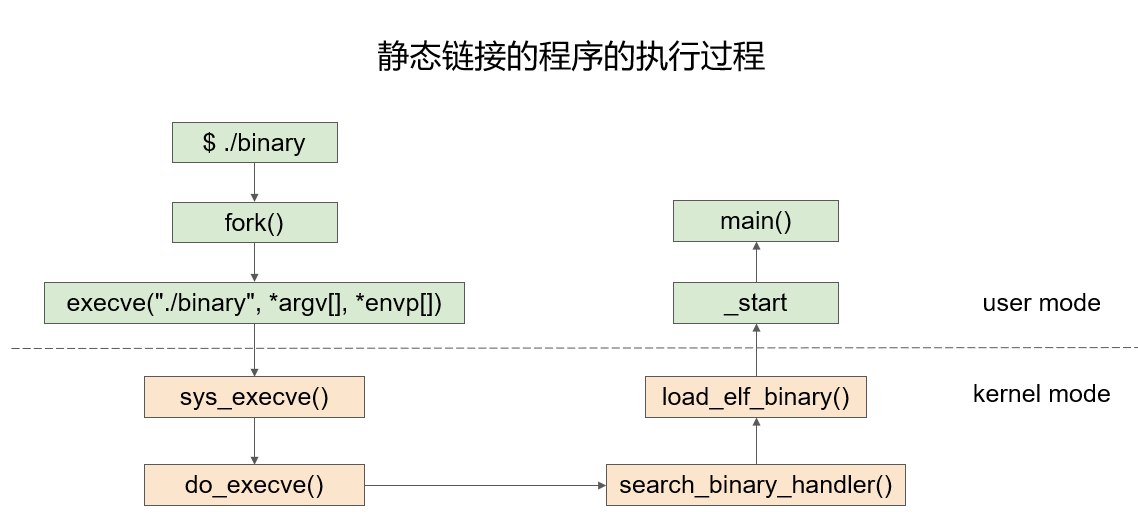 静态链接的程序的执行过程
$ ./binary
fork()
execve("./binary", *argv[], *envp[])
sys_execve()
do_execve()
search_binary_handler()
load_elf_binary()
_start
main()
user mode
kernel mode